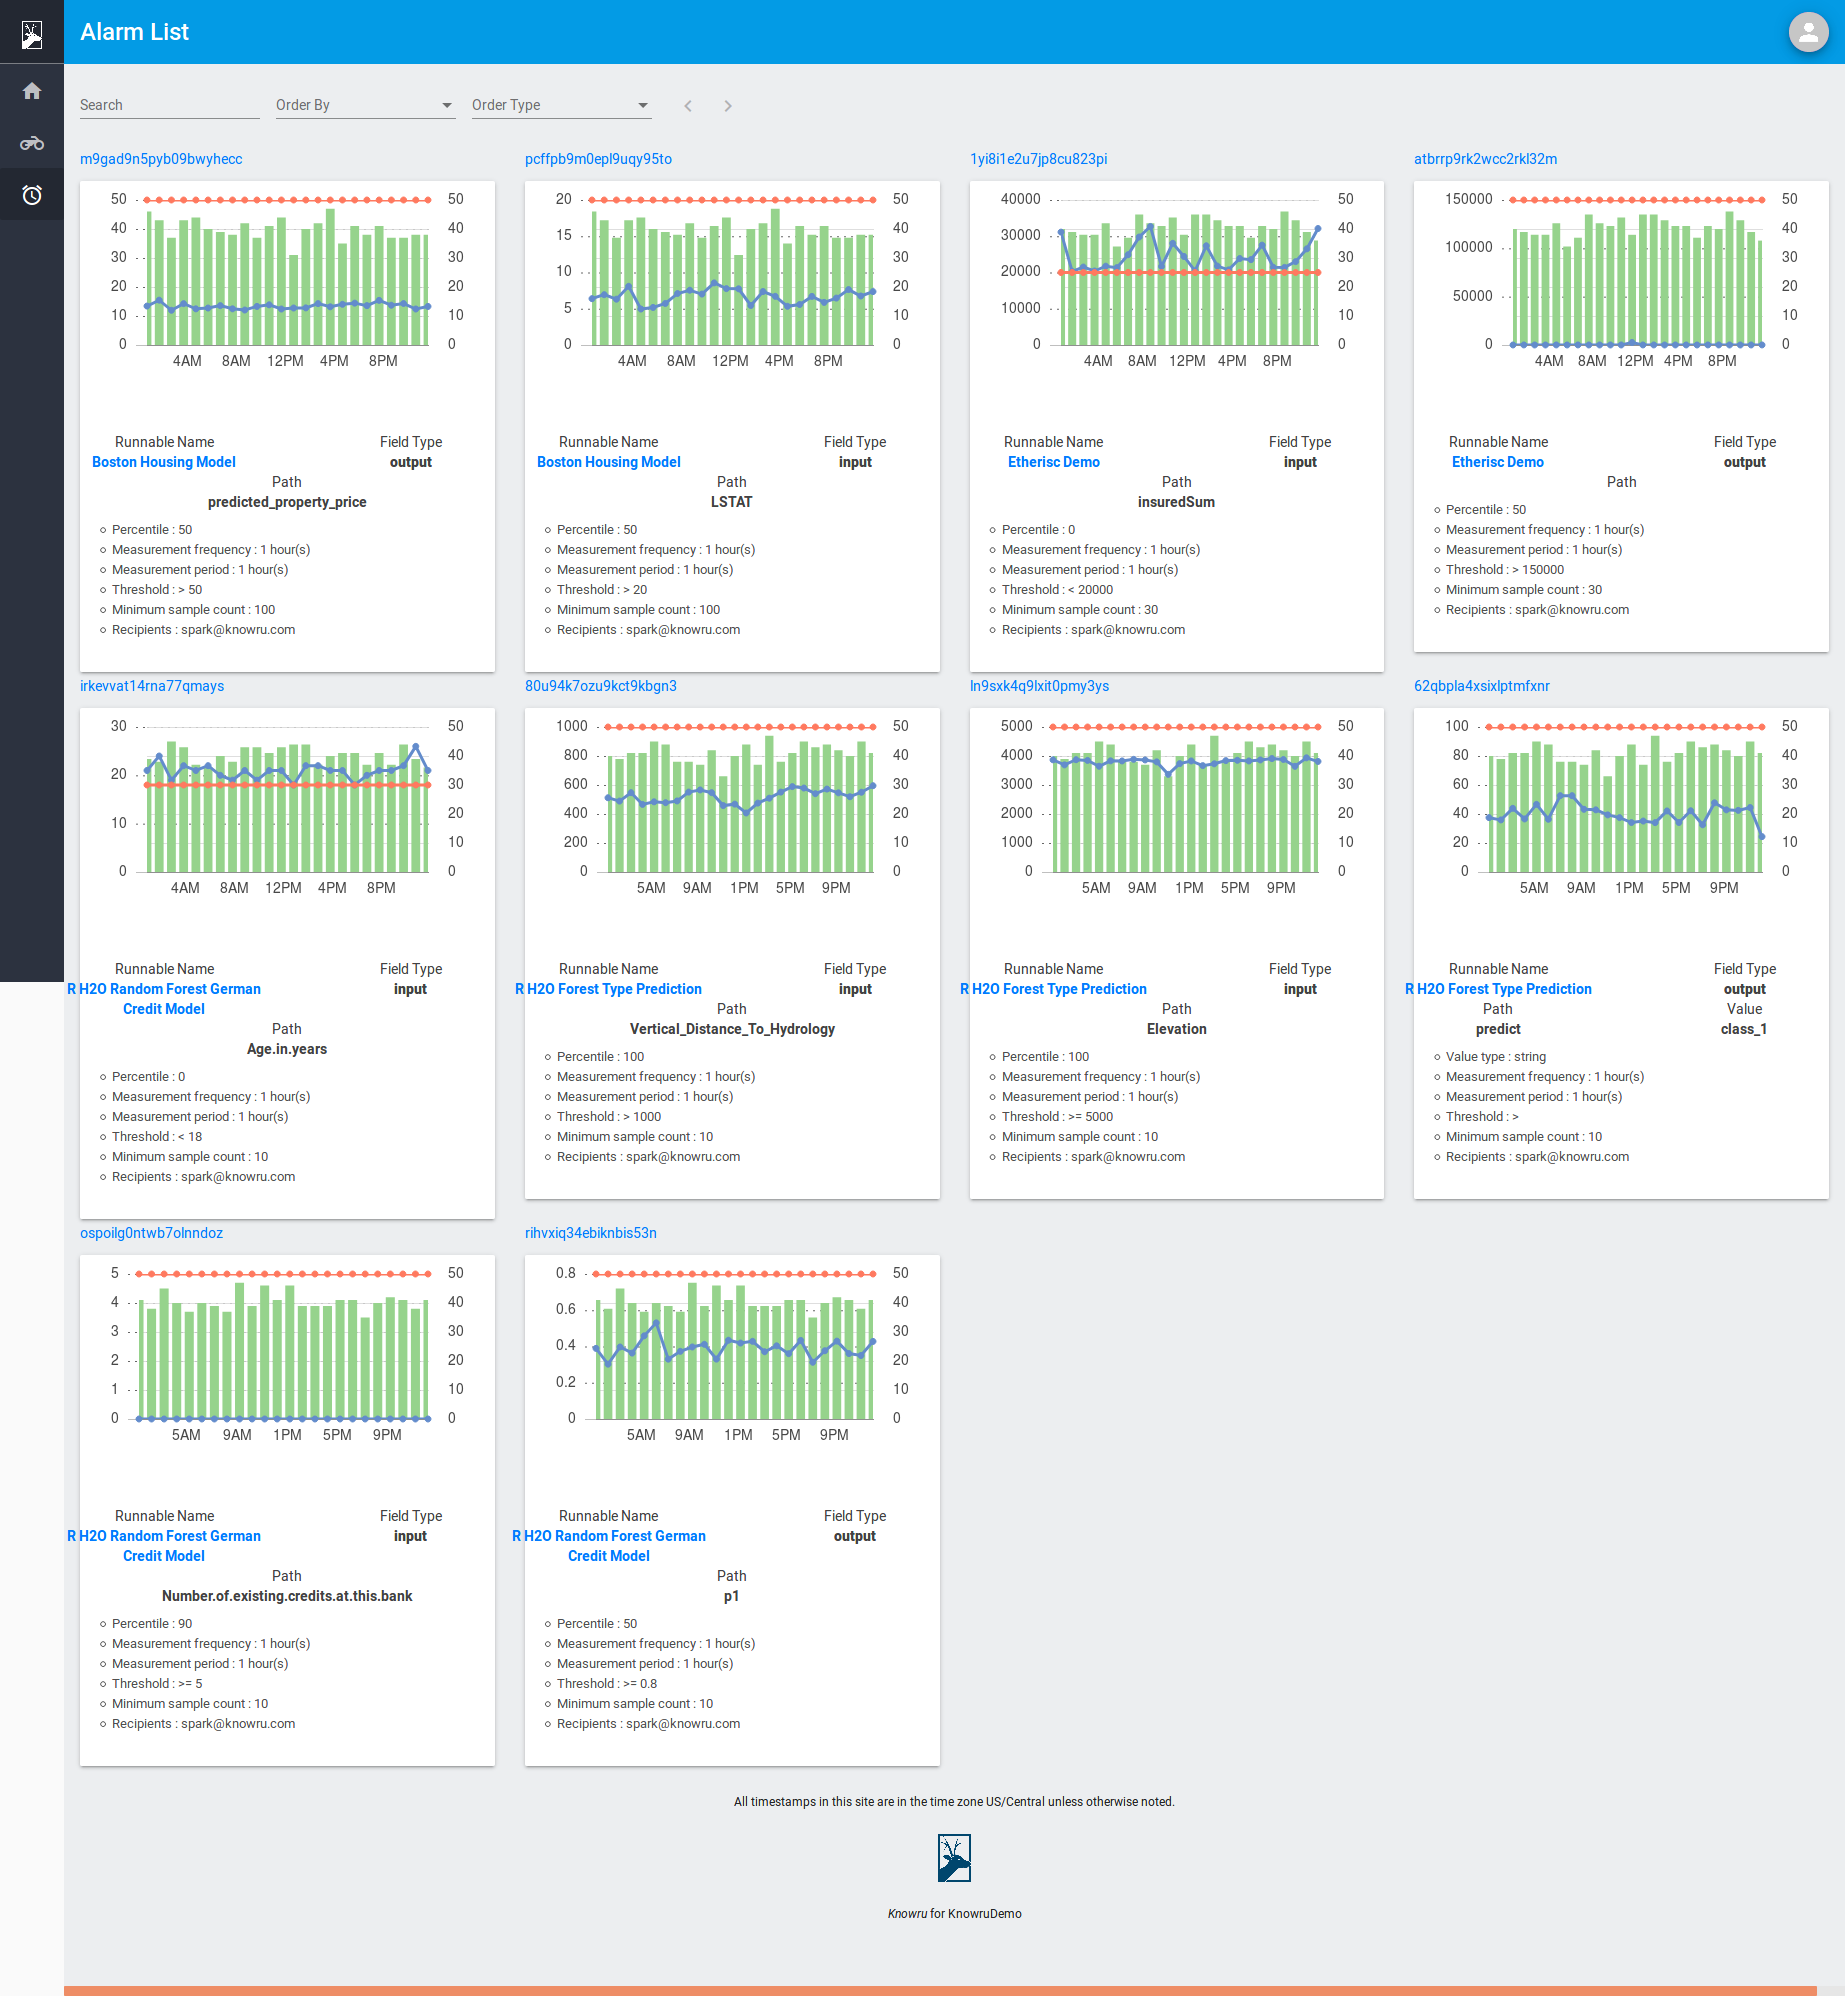 Alarm List
Search
Order By
Order Type
m9gad9n5pyb09bwyhecc
50
40
30
20
10
0
50
40
30
20
10
0
4AM 8AM 12PM 4PM 8PM
Runnable Name Field Type
Boston Housing Model output
Path
predicted_property_price
Percentile : 50
Measurement frequency : 1 hour(s)
Measurement period : 1 hour(s)
Threshold : > 50
Minimum sample count : 100
Recipients : spark@knowru.com
pcffpb9m0epl9uqy95to
20
15
10
5
0
50
40
30
20
10
0
4AM 8AM 12PM 4PM 8PM
Runnable Name Field Type
Boston Housing Model input
Path
LSTAT
Percentile : 50
Measurement frequency : 1 hour(s)
Measurement period : 1 hour(s)
Threshold : > 20
Minimum sample count : 100
Recipients : spark@knowru.com
1yi8i1e2u7jp8cu823pi
40000
30000
20000
10000
0
50
40
30
20
10
0
4AM 8AM 12PM 4PM 8PM
Runnable Name Field Type
Etherisc Demo input
Path
insuredSum
Percentile : 0
Measurement frequency : 1 hour(s)
Measurement period : 1 hour(s)
Threshold : < 20000
Minimum sample count : 30
Recipients : spark@knowru.com
atbrrp9rk2wcc2rkl32m
150000
100000
50000
0
50
40
30
20
10
0
4AM 8AM 12PM 4PM 8PM
Runnable Name Field Type
Etherisc Demo output
Path
Percentile : 50
Measurement frequency : 1 hour(s)
Measurement period : 1 hour(s)
Threshold : > 150000
Minimum sample count : 30
Recipients : spark@knowru.com
irkevvat14rna77qmays
30
20
10
0
50
40
30
20
10
0
4AM 8AM 12PM 4PM 8PM
Runnable Name Field Type
R H2O Random Forest German input
Credit Model
Path
Age.in.years
Percentile : 0
Measurement frequency : 1 hour(s)
Measurement period : 1 hour(s)
Threshold : < 18
Minimum sample count : 10
Recipients : spark@knowru.com
80u94k7ozu9kct9kbgn3
1000
800
600
400
200
0
50
40
30
20
10
0
5AM 9AM 1PM 5PM 9PM
Runnable Name Field Type
R H2O Forest Type Prediction input
Path
Vertical_Distance_To_Hydrology
Percentile : 100
Measurement frequency : 1 hour(s)
Measurement period : 1 hour(s)
Threshold : > 1000
Minimum sample count : 10
Recipients : spark@knowru.com
ln9sxk4q9lxit0pmy3ys
5000
4000
3000
2000
1000
0
50
40
30
20
10
0
5AM 9AM 1PM 5PM 9PM
Runnable Name Field Type
R H2O Forest Type Prediction input
Path
Elevation
Percentile : 100
Measurement frequency : 1 hour(s)
Measurement period : 1 hour(s)
Threshold : >= 5000
Minimum sample count : 10
Recipients : spark@knowru.com
62qbpla4xsixlptmfxnr
100
80
60
40
20
0
50
40
30
20
10
0
5AM 9AM 1PM 5PM 9PM
Runnable Name Field Type
R H2O Forest Type Prediction output
Path Value
predict class_1
Value type : string
Measurement frequency : 1 hour(s)
Measurement period : 1 hour(s)
Threshold : >
Minimum sample count : 10
Recipients : spark@knowru.com
ospoilg0ntwb7olnndoz
5
4
3
2
1
0
50
40
30
20
10
0
5AM 9AM 1PM 5PM 9PM
Runnable Name Field Type
R H2O Random Forest German input
Credit Model
Path
Number.of.existing.credits.at.this.bank
Percentile : 90
Measurement frequency : 1 hour(s)
Measurement period : 1 hour(s)
Threshold : >= 5
Minimum sample count : 10
Recipients : spark@knowru.com
rihvxiq34ebiknbis53n
0.8
0.6
0.4
0.2
0
50
40
30
20
10
0
5AM 9AM 1PM 5PM 9PM
Runnable Name Field Type
R H2O Random Forest German output
Credit Model
Path
p1
Percentile : 50
Measurement frequency : 1 hour(s)
Measurement period : 1 hour(s)
Threshold : >= 0.8
Minimum sample count : 10
Recipients : spark@knowru.com
All timestamps in this site are in the time zone US/Central unless otherwise noted.
Knowru for KnowruDemo